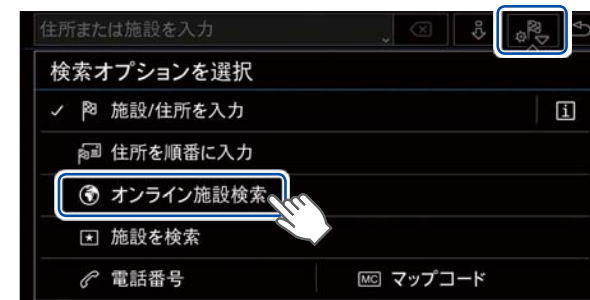 住所または施設を入力
検索オプションを選択
施設/住所を入力
住所を順番に入力
オンライン施設検索
施設を検索
電話番号 MC マップコード